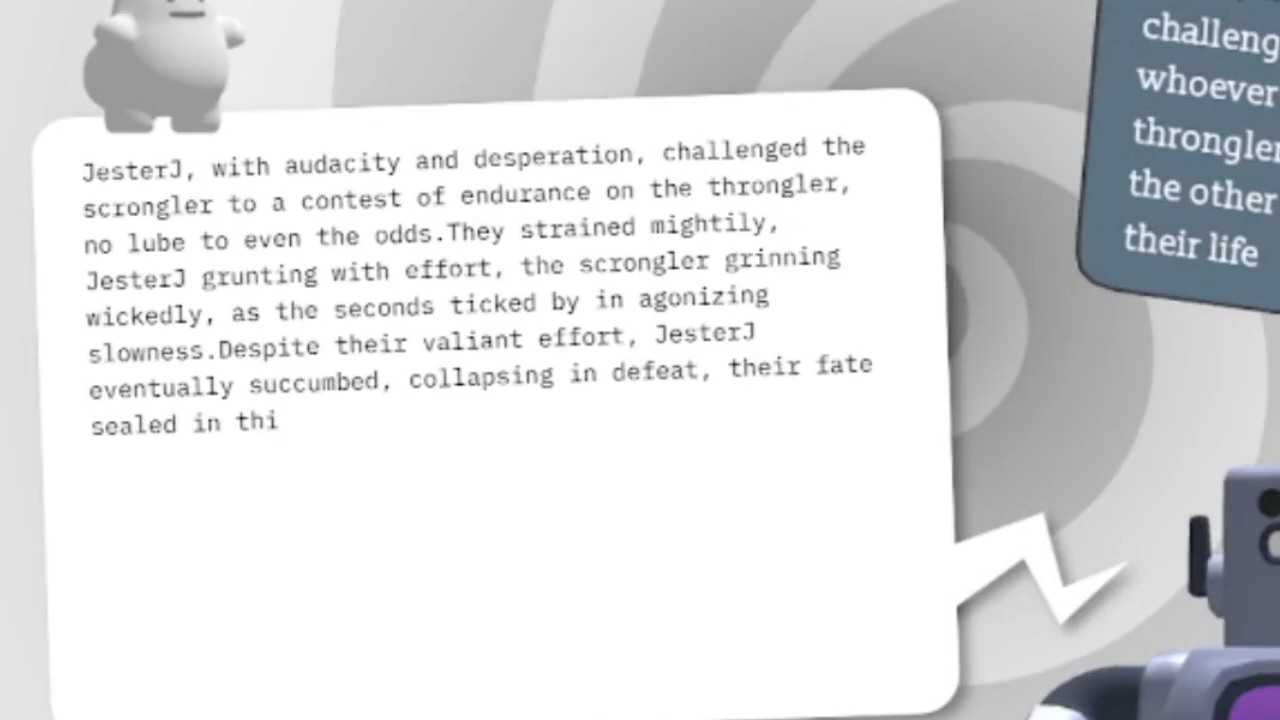 JesterJ, with audacity and desperation, challenged the
scrongler to a contest of endurance on the throngler,
no lube to even the odds.They strained mightily,
JesterJ grunting with effort, the scrongler grinning
wickedly, as the seconds ticked by in agonizing
slowness.Despite their valiant effort, JesterJ
eventually succumbed, collapsing in defeat, their fate
sealed in thi
challeng
whoever
throngler
the other
their life